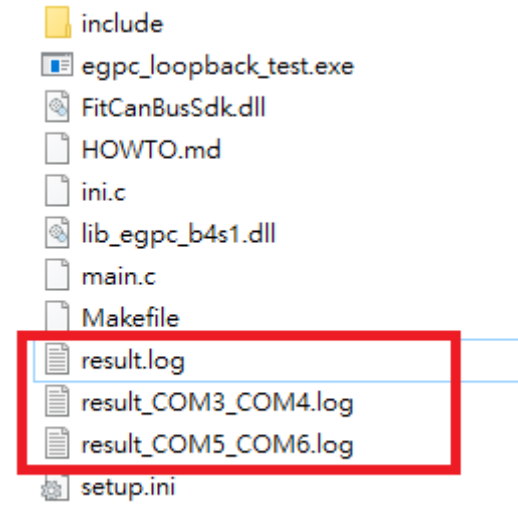 include
egpc_loopback_test.exe
FitCanBusSdk.dll
HOWTO.md
ini.c
lib_egpc_b4s1.dll
main.c
Makefile
result.log
result_COM3_COM4.log
result_COM5_COM6.log
setup.ini